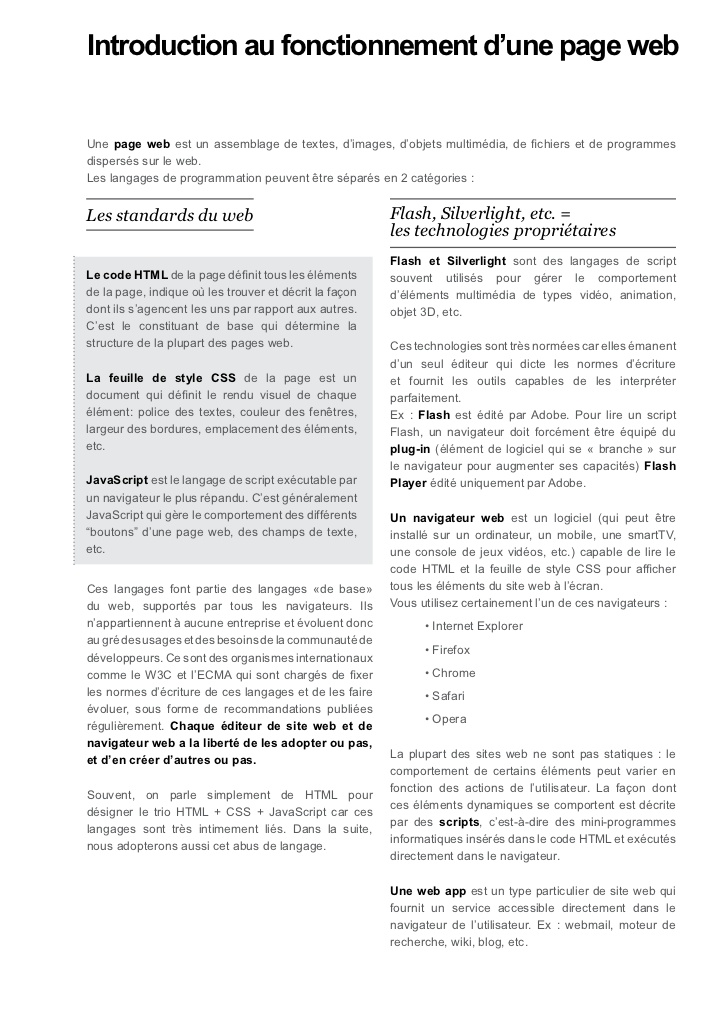 Introduction au fonctionnement d’une page web
Une page web est un assemblage de textes, d’images, d’objets multimédia, de fichiers et de programmes
dispersés sur le web.
Les langages de programmation peuvent être séparés en 2 catégories :
Les standards du web
Le code HTML de la page définit tous les éléments
de la page, indique où les trouver et décrit la façon
dont ils s’agencent les uns par rapport aux autres.
C’est le constituant de base qui détermine la
structure de la plupart des pages web.
La feuille de style CSS de la page est un
document qui définit le rendu visuel de chaque
élément: police des textes, couleur des fenêtres,
largeur des bordures, emplacement des éléments,
etc.
JavaScript est le langage de script exécutable par
un navigateur le plus répandu. C’est généralement
JavaScript qui gère le comportement des différents
“boutons” d’une page web, des champs de texte,
etc.
Ces langages font partie des langages «de base»
du web, supportés par tous les navigateurs. Ils
n’appartiennent à aucune entreprise et évoluent donc
au gré des usages et des besoins de la communauté de
développeurs. Ce sont des organismes internationaux
comme le W3C et l’ECMA qui sont chargés de fixer
les normes d’écriture de ces langages et de les faire
évoluer, sous forme de recommandations publiées
régulièrement. Chaque éditeur de site web et de
navigateur web a la liberté de les adopter ou pas,
et d’en créer d’autres ou pas.
Souvent, on parle simplement de HTML pour
désigner le trio HTML + CSS + JavaScript car ces
langages sont très intimement liés. Dans la suite,
nous adopterons aussi cet abus de langage.
Flash, Silverlight, etc. =
les technologies propriétaires
Flash et Silverlight sont des langages de script
souvent utilisés pour gérer le comportement
d’éléments multimédia de types vidéo, animation,
objet 3D, etc.
Ces technologies sont très normées car elles émanent
d’un seul éditeur qui dicte les normes d’écriture
et fournit les outils capables de les interpréter
parfaitement.
Ex : Flash est édité par Adobe. Pour lire un script
Flash, un navigateur doit forcément être équipé du
plug-in (élément de logiciel qui se « branche » sur
le navigateur pour augmenter ses capacités) Flash
Player édité uniquement par Adobe.
Un navigateur web est un logiciel (qui peut être
installé sur un ordinateur, un mobile, une smartTV,
une console de jeux vidéos, etc.) capable de lire le
code HTML et la feuille de style CSS pour afficher
tous les éléments du site web à l’écran.
Vous utilisez certainement l’un de ces navigateurs :
• Internet Explorer
• Firefox
• Chrome
• Safari
• Opera
La plupart des sites web ne sont pas statiques : le
comportement de certains éléments peut varier en
fonction des actions de l’utilisateur. La façon dont
ces éléments dynamiques se comportent est décrite
par des scripts, c’est-à-dire des mini-programmes
informatiques insérés dans le code HTML et exécutés
directement dans le navigateur.
Une web app est un type particulier de site web qui
fournit un service accessible directement dans le
navigateur de l’utilisateur. Ex : webmail, moteur de
recherche, wiki, blog, etc.